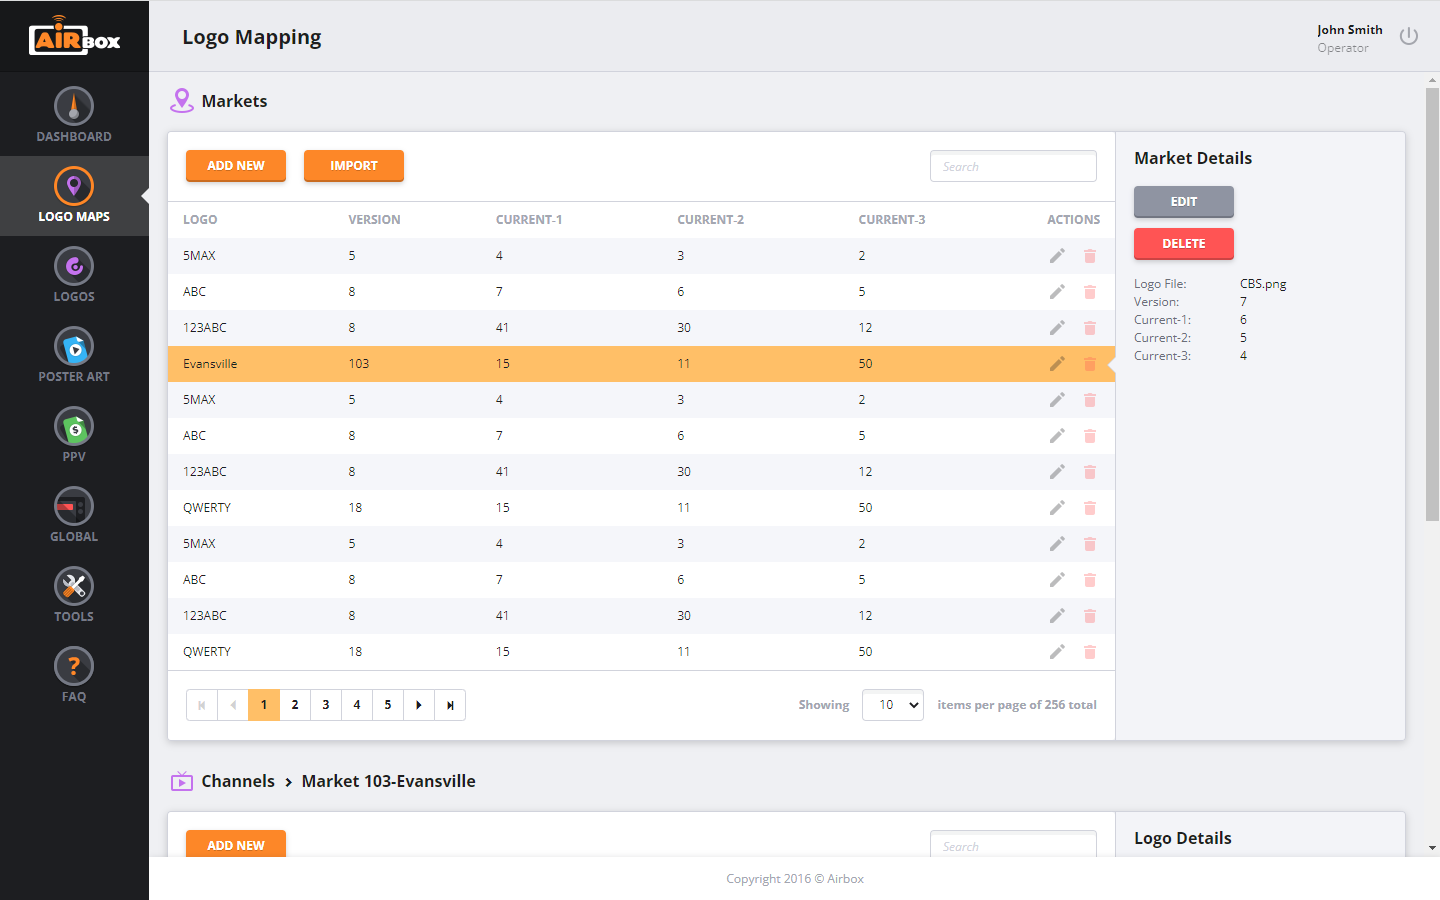 AIRBOX
Logo Mapping
John Smith
Operator
DASHBOARD
LOGO MAPS
LOGOS
POSTER ART
PPV
GLOBAL
TOOLS
?
FAQ
Markets
ADD NEW IMPORT Search
LOGO VERSION CURRENT-1 CURRENT-2 CURRENT-3 ACTIONS
5MAX 5 4 3 2
ABC 8 7 6 5
123ABC 8 41 30 12
Evansville 103 15 11 50
5MAX 5 4 3 2
ABC 8 7 6 5
123ABC 8 41 30 12
QWERTY 18 15 11 50
5MAX 5 4 3 2
ABC 8 7 6 5
123ABC 8 41 30 12
QWERTY 18 15 11 50
1 2 3 4 5 Showing 10 items per page of 256 total
Market Details
EDIT
DELETE
Logo File: CBS.png
Version: 7
Current-1: 6
Current-2: 5
Current-3: 4
Channels > Market 103-Evansville
ADD NEW Search
Logo Details
Copyright 2016 © Airbox